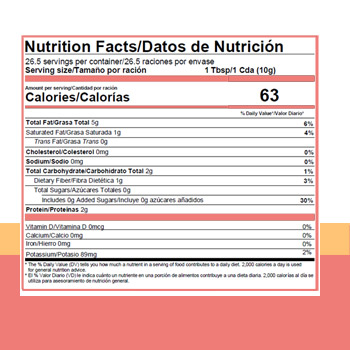 Nutrition Facts/Datos de Nutrición
26.5 servings per container/26.5 raciones por envase
Serving size/Tamaño por ración 1 Tbsp/1 Cda (10g)
Amount per serving/Cantidad por ración
Calories/Calorías 63
% Daily Value*/Valor Diario*
Total Fat/Grasa Total 5g 6%
Saturated Fat/Grasa Saturada 1g 4%
Trans Fat/Grasa Trans 0g
Cholesterol/Colesterol 0mg 0%
Sodium/Sodio 0mg 0%
Total Carbohydrate/Carbohidrato Total 2g 1%
Dietary Fiber/Fibra Dietética 1g 3%
Total Sugars/Azúcares Totales 0g
Includes 0g Added Sugars/Incluye 0g azúcares añadidos 30%
Protein/Proteínas 2g
Vitamin D/Vitamina D 0mcg 0%
Calcium/Calcio 0mg 0%
Iron/Hierro 0mg 0%
Potassium/Potasio 89mg 2%
* The % Daily Value (DV) tells you how much a nutrient in a serving of food contributes to a daily diet. 2,000 calories a day is used
for general nutrition advice.
* El % Valor Diario (VD) le indica cuánto un nutriente en una porción de alimentos contribuye a una dieta diaria. 2,000 calorías al día se
utiliza para asesoramiento de nutrición general.